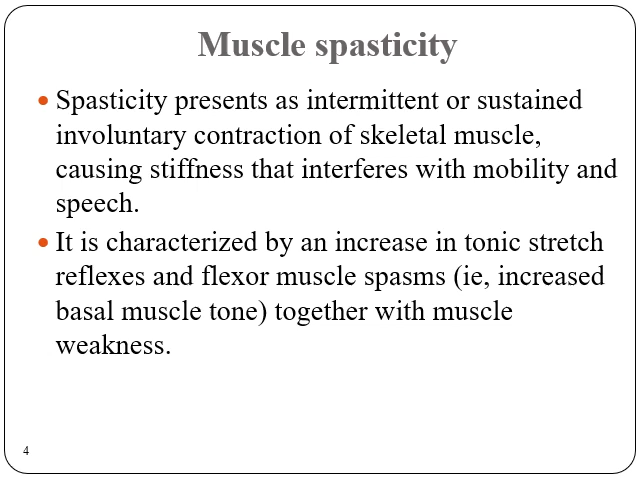 Muscle spasticity
• Spasticity presents as intermittent or sustained
involuntary contraction of skeletal muscle,
causing stiffness that interferes with mobility and
speech.
• It is characterized by an increase in tonic stretch
reflexes and flexor muscle spasms (ie, increased
basal muscle tone) together with muscle
weakness.
4